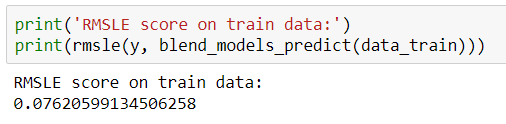 print('RMSLE score on train data:')
print(rmsle(y, blend_models_predict(data_train)))
RMSLE score on train data:
0.07620599134506258